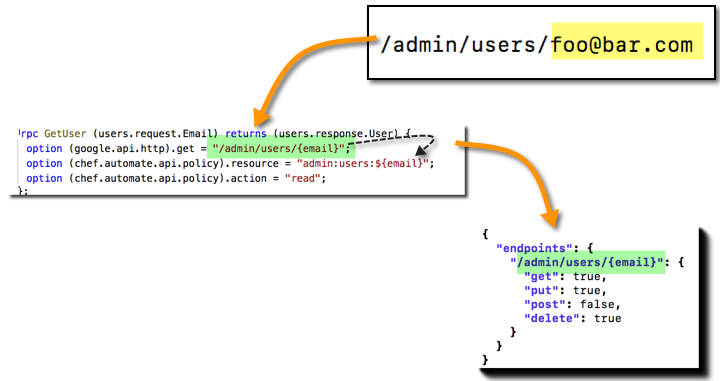 /admin/users/foo@bar.com
rpc GetUser (users.request.Email) returns (users.response.User) {
option (google.api.http).get = "/admin/users/{email}";
option (chef.automate.api.policy).resource = "admin:users:${email}";
option (chef.automate.api.policy).action = "read";
};
{
"endpoints": {
"/admin/users/{email}": {
"get": true,
"put": true,
"post": false,
"delete": true
}
}
}